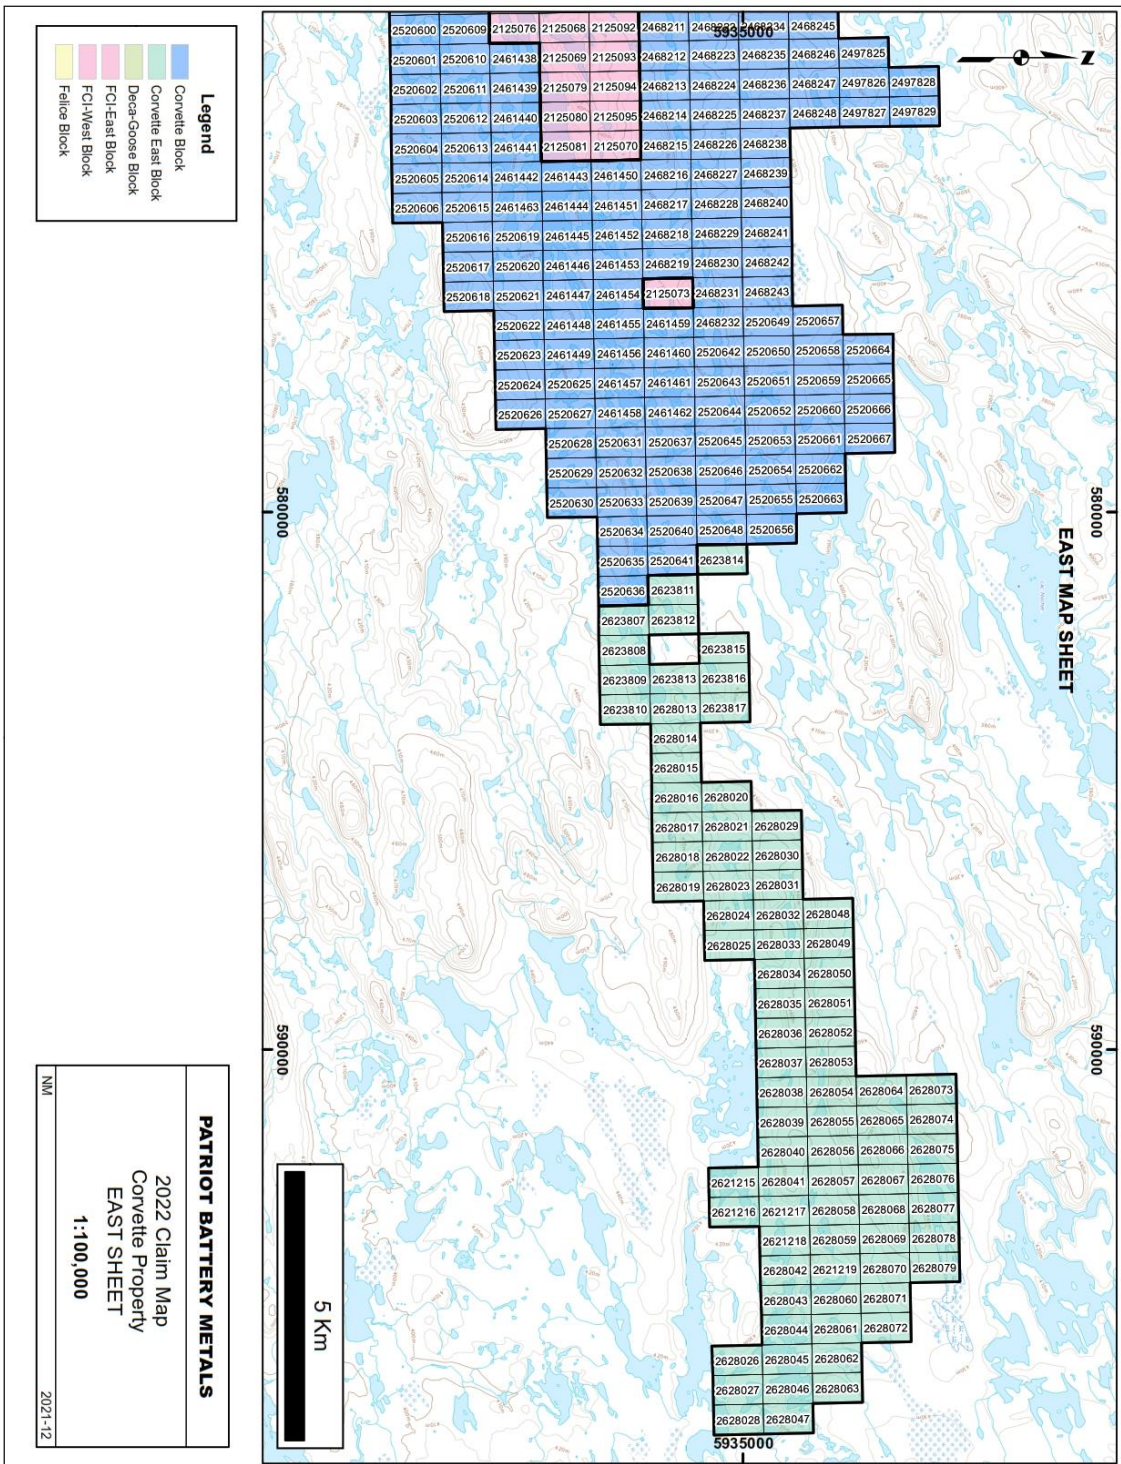 EAST MAP SHEET
580000
590000
5935000
N
2520600 2520609 2125076 2125068 2125092 2468211 2468222 2468234 2468245
2520601 2520610 2461438 2125069 2125093 2468212 2468223 2468235 2468246 2497825
2520602 2520611 2461439 2125079 2125094 2468213 2468224 2468236 2468247 2497826 2497828
2520603 2520612 2461440 2125080 2125095 2468214 2468225 2468237 2468248 2497827 2497829
2520604 2520613 2461441 2125081 2125070 2468215 2468226 2468238
2520605 2520614 2461442 2461443 2461450 2468216 2468227 2468239
2520606 2520615 2461463 2461444 2461451 2468217 2468228 2468240
2520616 2520619 2461445 2461452 2468218 2468229 2468241
2520617 2520620 2461446 2461453 2468219 2468230 2468242
2520618 2520621 2461447 2461454 2125073 2468231 2468243
2520622 2461448 2461455 2461459 2468232 2520649 2520657
2520623 2461449 2461456 2461460 2520642 2520650 2520658 2520664
2520624 2520625 2461457 2461461 2520643 2520651 2520659 2520665
2520626 2520627 2461458 2461462 2520644 2520652 2520660 2520666
2520628 2520631 2520637 2520645 2520653 2520661 2520667
2520629 2520632 2520638 2520646 2520654 2520662
2520630 2520633 2520639 2520647 2520655 2520663
2520634 2520640 2520648 2520656
2520635 2520641 2623814
2520636 2623811
2623807 2623812
2623808 2623815
2623809 2623813 2623816
2623810 2628013 2623817
2628014
2628015
2628016 2628020
2628017 2628021 2628029
2628018 2628022 2628030
2628019 2628023 2628031
2628024 2628032 2628048
2628025 2628033 2628049
2628034 2628050
2628035 2628051
2628036 2628052
2628037 2628053
2628038 2628054 2628064 2628073
2628039 2628055 2628065 2628074
2628040 2628056 2628066 2628075
2621215 2628041 2628057 2628067 2628076
2621216 2621217 2628058 2628068 2628077
2621218 2628059 2628069 2628078
2628042 2621219 2628070 2628079
2628043 2628060 2628071
2628044 2628061 2628072
2628026 2628045 2628062
2628027 2628046 2628063
2628028 2628047
5935000
580000
590000
5 Km
Legend
Corvette Block
Corvette East Block
Deca-Goose Block
FCI-East Block
FCI-West Block
Felice Block
PATRIOT BATTERY METALS
2022 Claim Map
Corvette Property
EAST SHEET
1:100,000
NM
2021-12